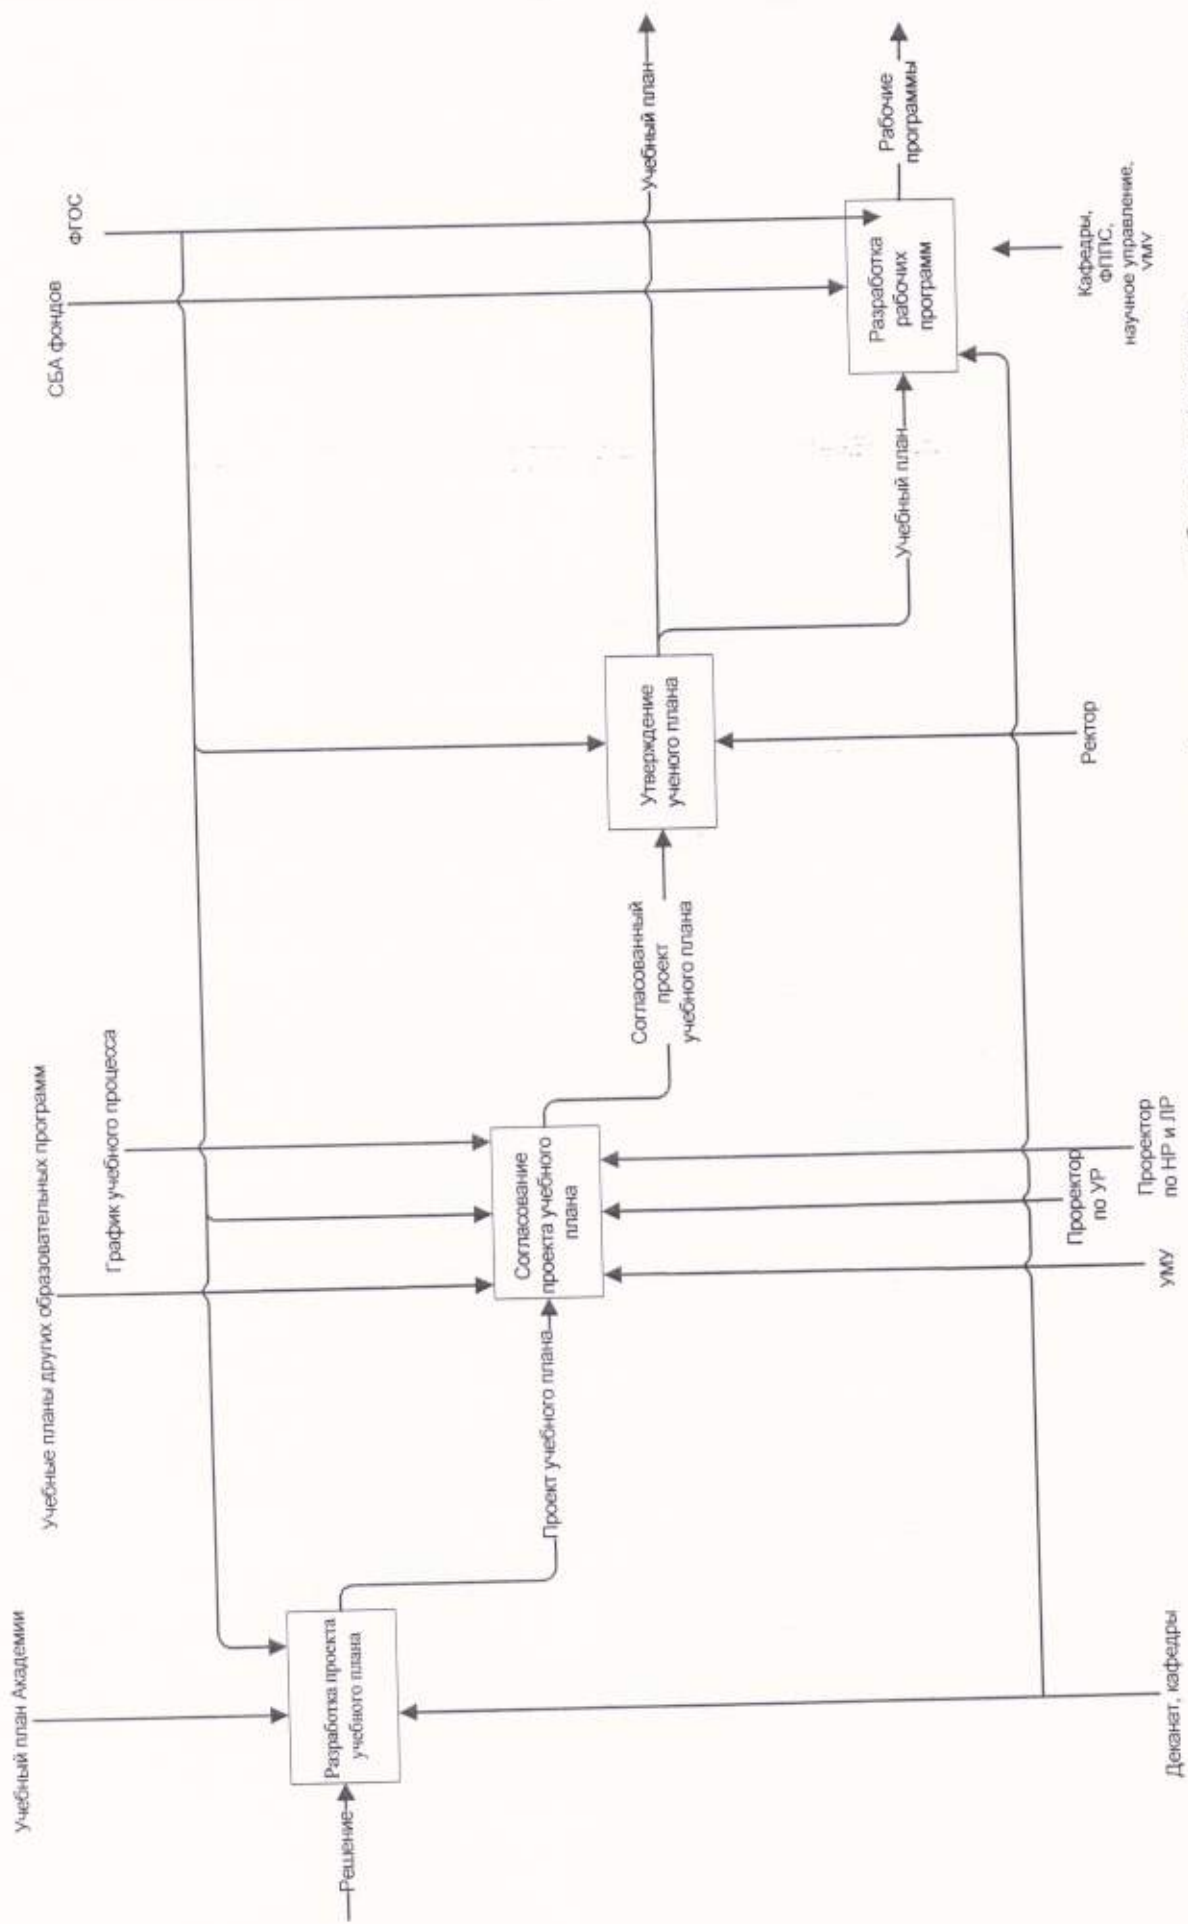 Учебный план Академии
Учебные планы других образовательных программ
График учебного процесса
СБА фондов
ФГОС
Решение
Разработка проекта
учебного плана
Проект учебного плана
Согласование
проекта учебного
плана
Согласованный
проект
учебного плана
Утверждение
ученого плана
Учебный план
Учебный план
Разработка
рабочих
программ
Рабочие
программы
Деканат, кафедры
УМУ
Проректор
по УР
Проректор
по НР и ЛР
Ректор
Кафедры,
ФППС,
научное управление,
УМУ